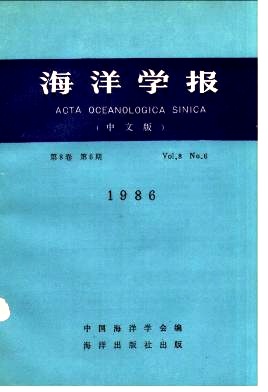 海洋学报
ACTA OCEANOLOGICA SINICA
（中文版）
第8卷 第6期 Vol.8 No.6
1986
中国海洋学会编
海洋出版社出版